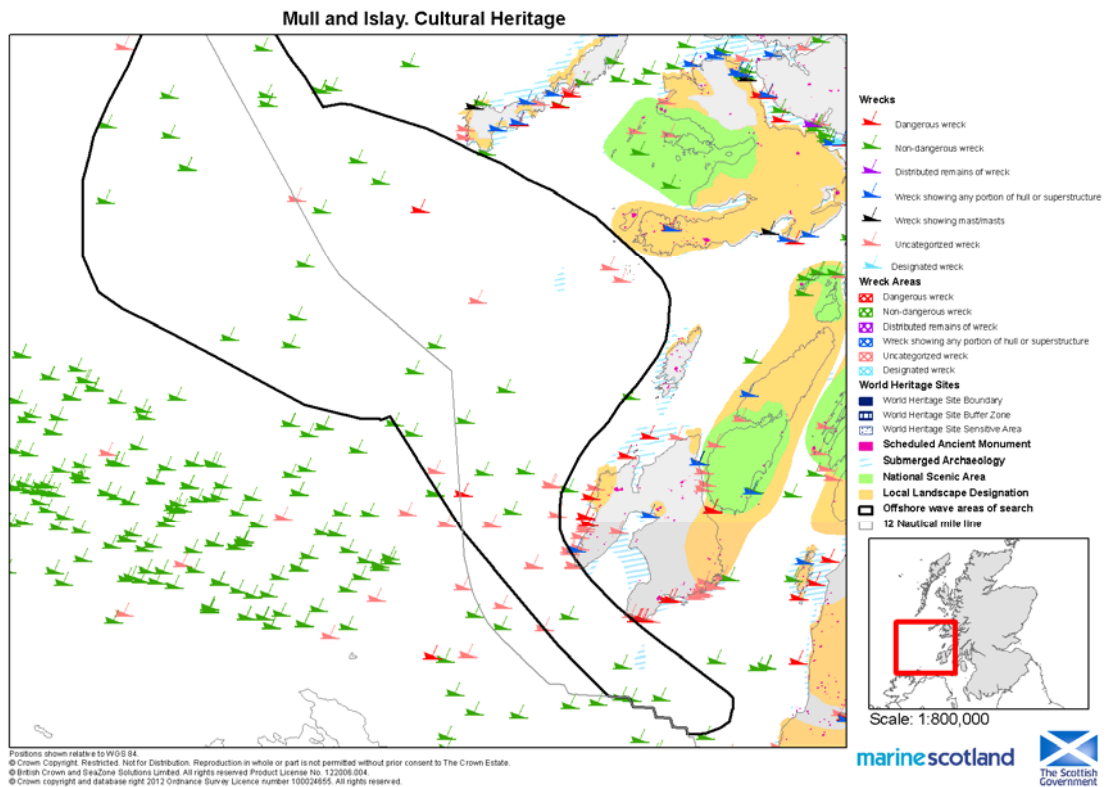 Mull and Islay. Cultural Heritage
Wrecks
Dangerous wreck
Non-dangerous wreck
Distributed remains of wreck
Wreck showing any portion of hull or superstructure
Wreck showing mast/masts
Uncategorized wreck
Designated wreck
Wreck Areas
Dangerous wreck
Non-dangerous wreck
Distributed remains of wreck
Wreck showing any portion of hull or superstructure
Uncategorized wreck
Designated wreck
World Heritage Sites
World Heritage Site Boundary
World Heritage Site Buffer Zone
World Heritage Site Sensitive Area
Scheduled Ancient Monument
Submerged Archaeology
National Scenic Area
Local Landscape Designation
Offshore wave areas of search
12 Nautical mile line
Scale: 1:800,000
marinescotland
The Scottish
Government
Positions shown relative to WGS 84.
© Crown Copyright. Restricted. Not for Distribution. Reproduction in whole or part is not permitted without prior consent to The Crown Estate.
© British Crown and SeaZone Solutions Limited. All rights reserved Product License No. 122006.004.
© Crown copyright and database right 2012 Ordnance Survey Licence number 100024655. All rights reserved.